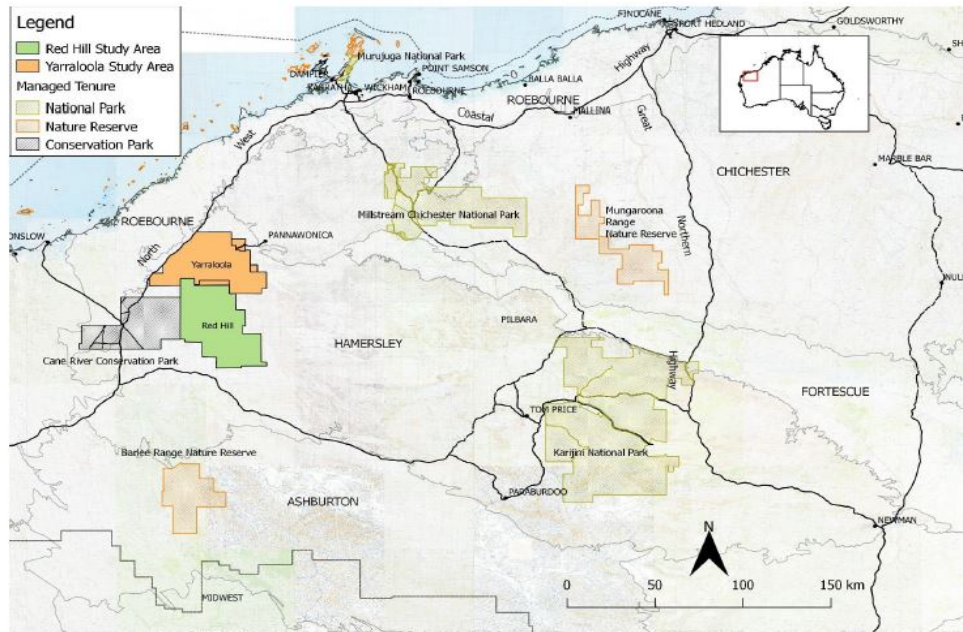 Legend
Red Hill Study Area
Yarraloola Study Area
Managed Tenure
National Park
Nature Reserve
Conservation Park
FINUCANE
PORT HEDLAND
GOLDSWORTHY
Murujuga National Park
DAMPIER
POINT SAMSON
KARRATHA
WICKHAM
ROEBOURNE
BALLA BALLA
Highway
ROEBOURNE
Coastal
MALLINA
Great
West
MARBLE BAR
CHICHESTER
Millstream Chichester National Park
Mungaroona
Range
Nature Reserve
ROEBOURNE
ONSLOW
North
PANNAWONICA
Northern
Yarraloola
Red Hill
PILBARA
HAMERSLEY
Cane River Conservation Park
Highway
FORTESCUE
TOM PRICE
Karijini National Park
Barlee Range Nature Reserve
ASHBURTON
PARABURDOO
NEWMAN
N
0 50 100 150 km
MIDWEST